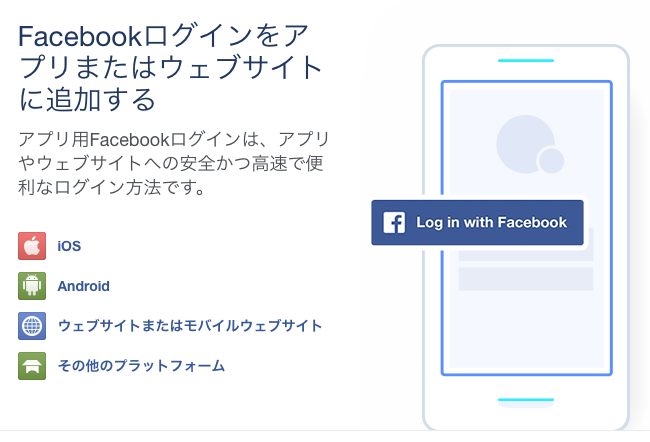 Facebookログインをア
プリまたはウェブサイト
に追加する
アプリ用Facebookログインは、アプリ
やウェブサイトへの安全かつ高速で便
利なログイン方法です。
iOS
Android
ウェブサイトまたはモバイルウェブサイト
その他のプラットフォーム
Log in with Facebook